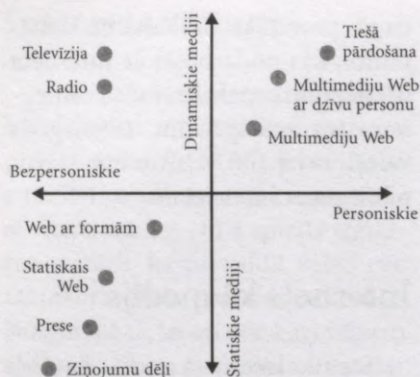 Televīzija
Radio
Dinamiskie mediji
Tiešā
pārdošana
Multimediju Web
ar dzīvu personu
Multimediju Web
Bezpersoniskie
Personiskie
Web ar formām
Statiskais
Web
Prese
Ziņojumu dēļi
Statiskie mediji